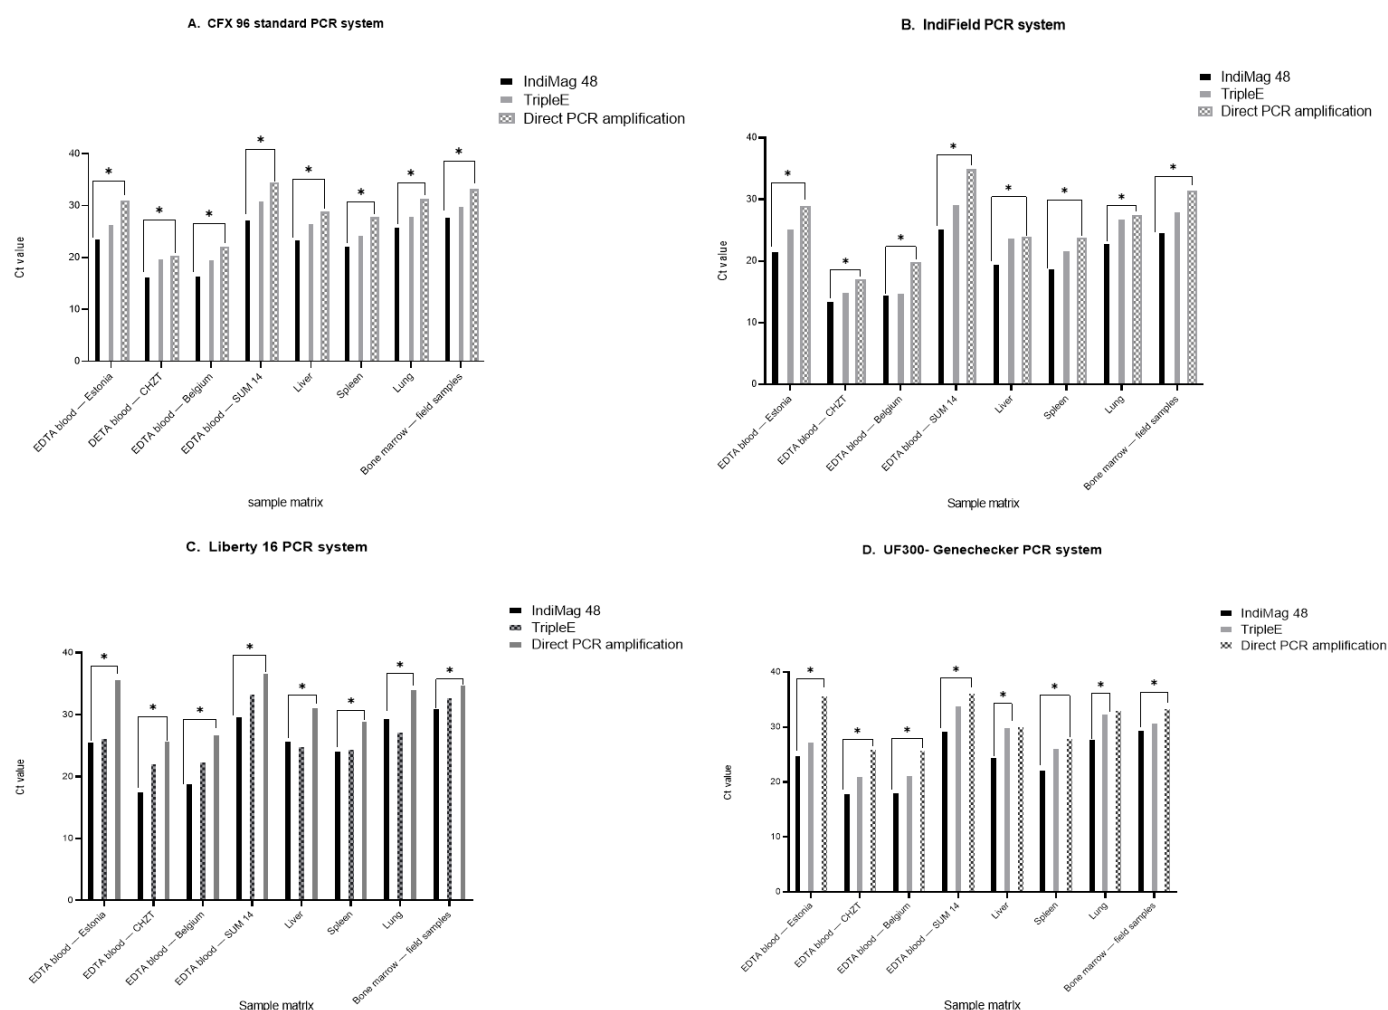 A. CFX 96 standard PCR system
IndiMag 48
TripleE
Direct PCR amplification
* * * * * * * *
40
30
20
10
0
Ct value
EDTA blood — Estonia
DETA blood — CHZT
EDTA blood — Belgium
EDTA blood — SUM 14
Liver
Spleen
Lung
Bone marrow — field samples
sample matrix
B. IndiField PCR system
IndiMag 48
TripleE
Direct PCR amplification
* * * * * * * *
40
30
20
10
0
Ct value
EDTA blood — Estonia
EDTA blood — CHZT
EDTA blood — Belgium
EDTA blood — SUM 14
Liver
Spleen
Lung
Bone marrow — field samples
Sample matrix
C. Liberty 16 PCR system
IndiMag 48
TripleE
Direct PCR amplification
* * * * * * * *
40
30
20
10
0
Ct value
EDTA blood — Estonia
EDTA blood — CHZT
EDTA blood — Belgium
EDTA blood — SUM 14
Liver
Spleen
Lung
Bone marrow — field samples
Sample matrix
D. UF300- Genechecker PCR system
IndiMag 48
TripleE
Direct PCR amplification
* * * * * * * *
40
30
20
10
0
Ct value
EDTA blood — Estonia
EDTA blood — CHZT
EDTA blood — Belgium
EDTA blood — SUM 14
Liver
Spleen
Lung
Bone marrow — field samples
Sample matrix